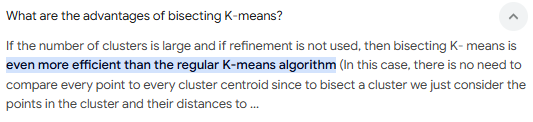 What are the advantages of bisecting K-means?
If the number of clusters is large and if refinement is not used, then bisecting K- means is
even more efficient than the regular K-means algorithm (In this case, there is no need to
compare every point to every cluster centroid since to bisect a cluster we just consider the
points in the cluster and their distances to ...